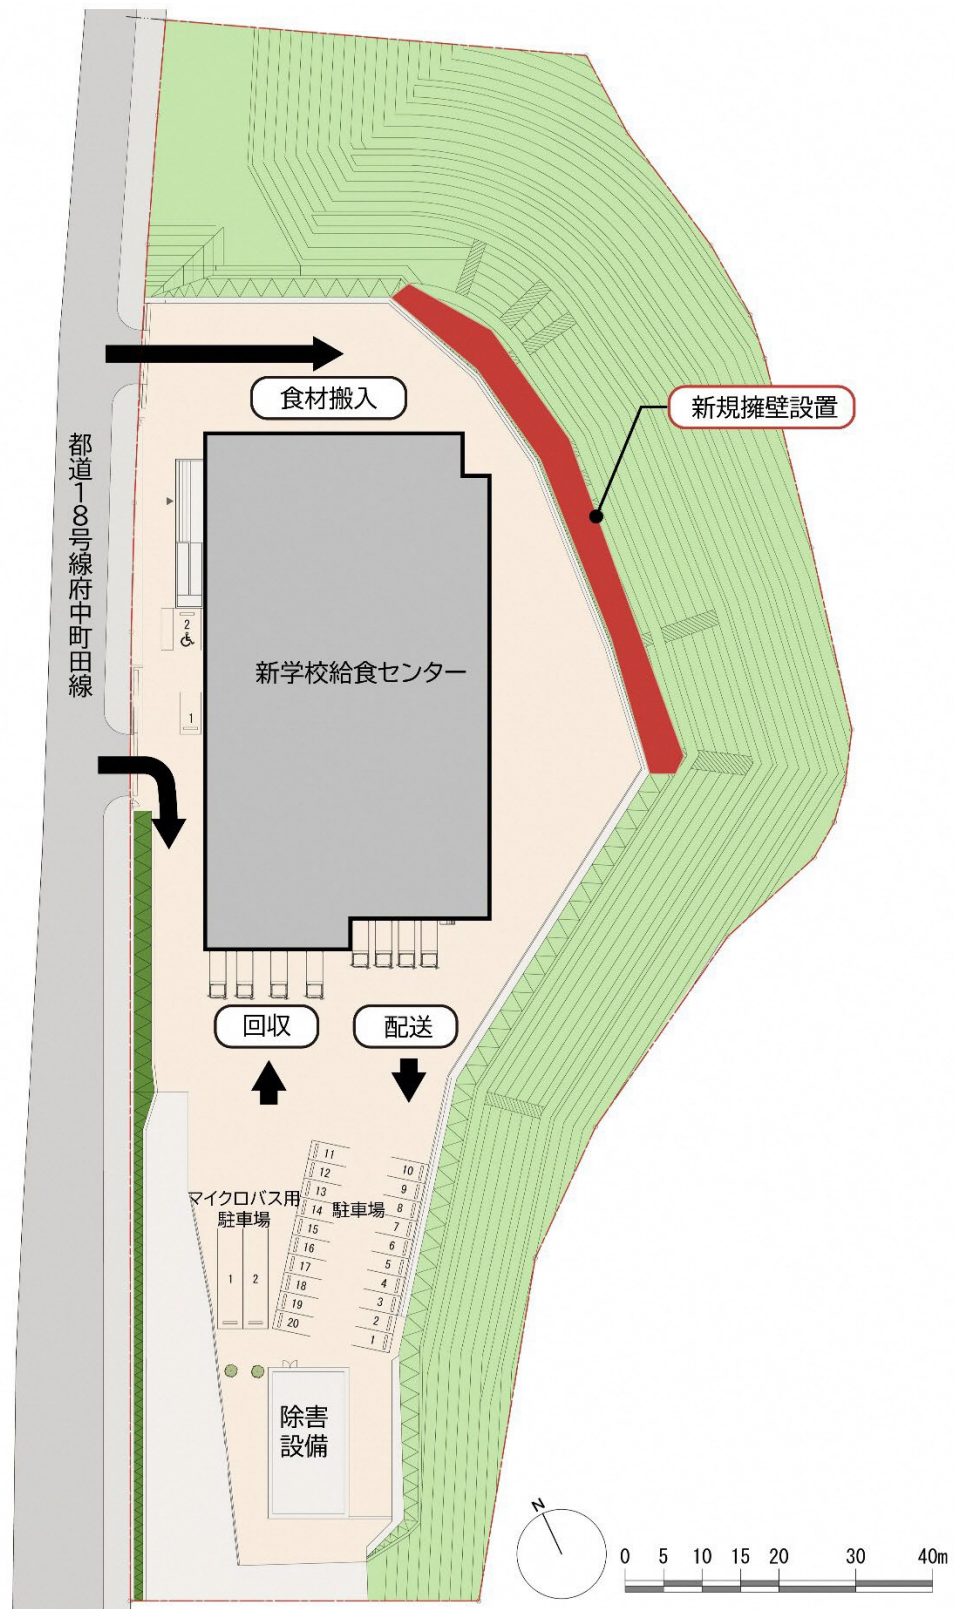 食材搬入
新規擁壁設置
都道18号線府中町田線
2
新学校給食センター
1
回収
配送
11
12
13
14
15
16
17
18
19
20
10
9
8
7
6
5
4
3
2
1
マイクロバス用
駐車場
駐車場
1
2
除害
設備
N
0 5 10 15 20 30 40m